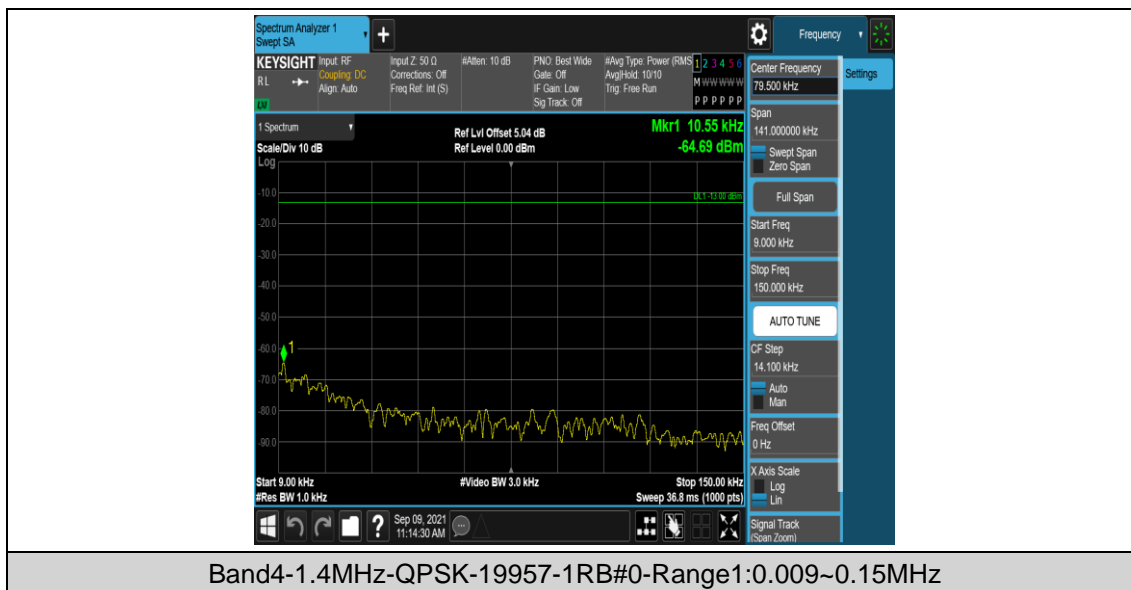 Spectrum Analyzer 1
Swept SA
+
Frequency
KEYSIGHT
RL
LW
Input: RF
Coupling: DC
Align: Auto
Input Z: 50 Ω
Corrections: Off
Freq Ref: Int (S)
#Atten: 10 dB
PNO: Best Wide
Gate: Off
IF Gain: Low
Sig Track: Off
#Avg Type: Power (RMS
Avg|Hold: 10/10
Trig: Free Run
1 2 3 4 5 6
M W W W W W
P P P P P P
Center Frequency
79.500 kHz
Settings
1 Spectrum
Scale/Div 10 dB
Log
Ref Lvl Offset 5.04 dB
Ref Level 0.00 dBm
Mkr1 10.55 kHz
-64.69 dBm
Span
141.000000 kHz
Swept Span
Zero Span
Full Span
Start Freq
9.000 kHz
Stop Freq
150.000 kHz
AUTO TUNE
CF Step
14.100 kHz
Auto
Man
Freq Offset
0 Hz
X Axis Scale
Log
Lin
Signal Track
(Span Zoom)
DL1 -13.00 dBm
-10.0
-20.0
-30.0
-40.0
-50.0
-60.0
-70.0
-80.0
-90.0
1
Start 9.00 kHz
#Res BW 1.0 kHz
#Video BW 3.0 kHz
Stop 150.00 kHz
Sweep 36.8 ms (1000 pts)
?
Sep 09, 2021
11:14:30 AM
Band4-1.4MHz-QPSK-19957-1RB#0-Range1:0.009~0.15MHz